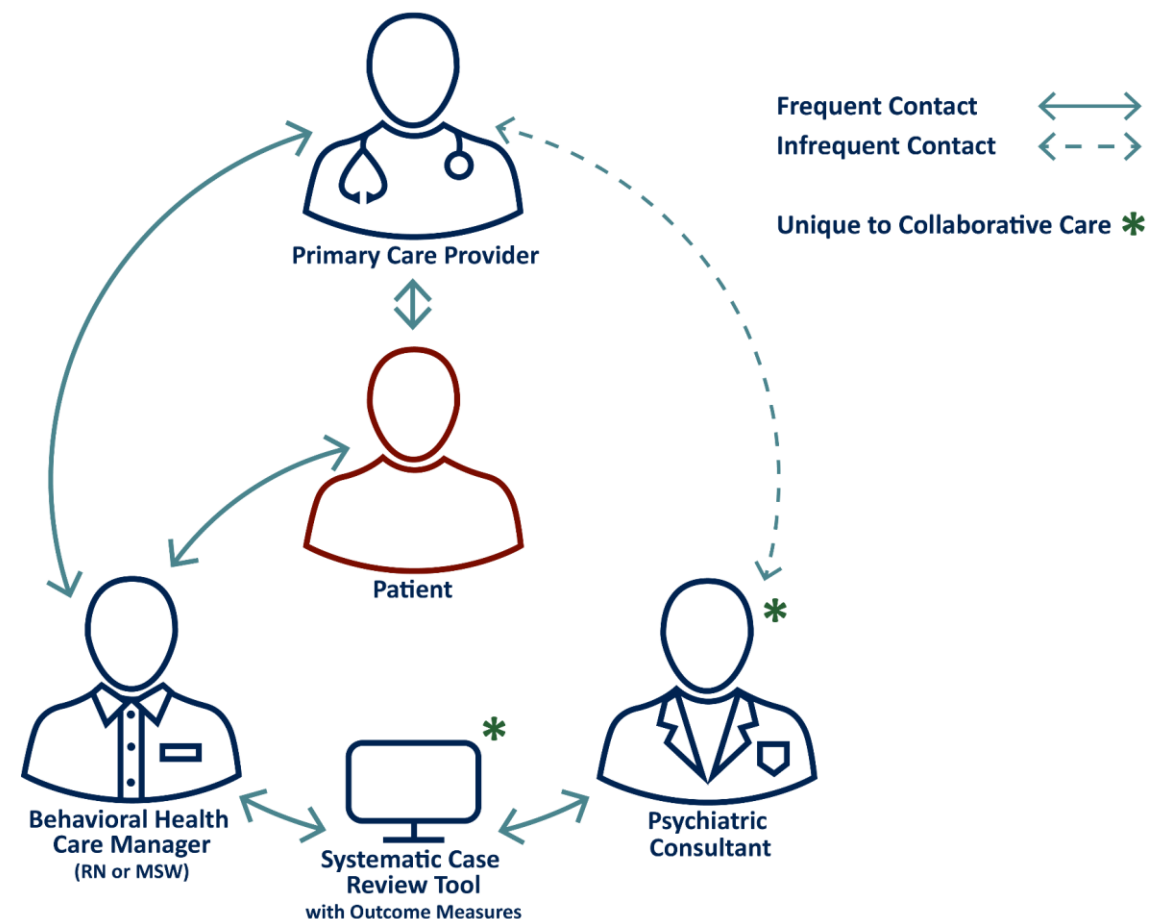 Frequent Contact
Infrequent Contact
Unique to Collaborative Care *
Primary Care Provider
Patient
*
*
Behavioral Health
Care Manager
(RN or MSW)
Systematic Case
Review Tool
with Outcome Measures
Psychiatric
Consultant